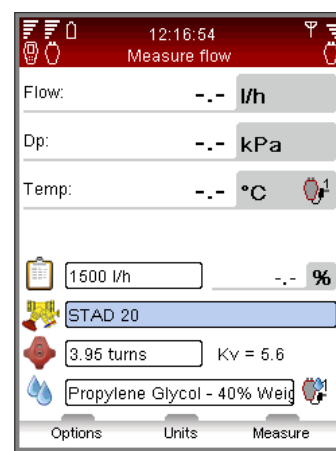 12:16:54
Measure flow
Flow: -.- l/h
Dp: -.- kPa
Temp: -.- °C 1
1500 l/h -.- %
STAD 20
3.95 turns Kv = 5.6
Propylene Glycol - 40% Weig
Options Units Measure